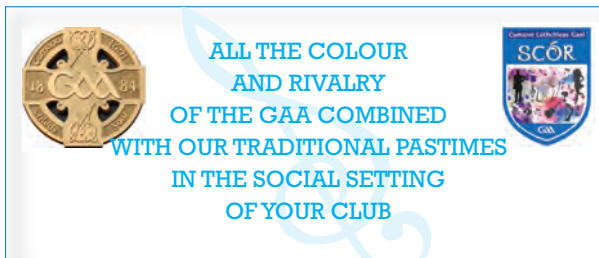 ALL THE COLOUR
AND RIVALRY
OF THE GAA COMBINED
WITH OUR TRADITIONAL PASTIMES
IN THE SOCIAL SETTING
OF YOUR CLUB
18 GAA 84
Cumann Lúthchleas Gael
SCÓR
GAA